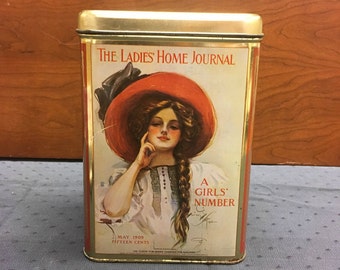 THE LADIES' HOME JOURNAL
A
GIRLS'
NUMBER
MAY 1909
FIFTEEN CENTS